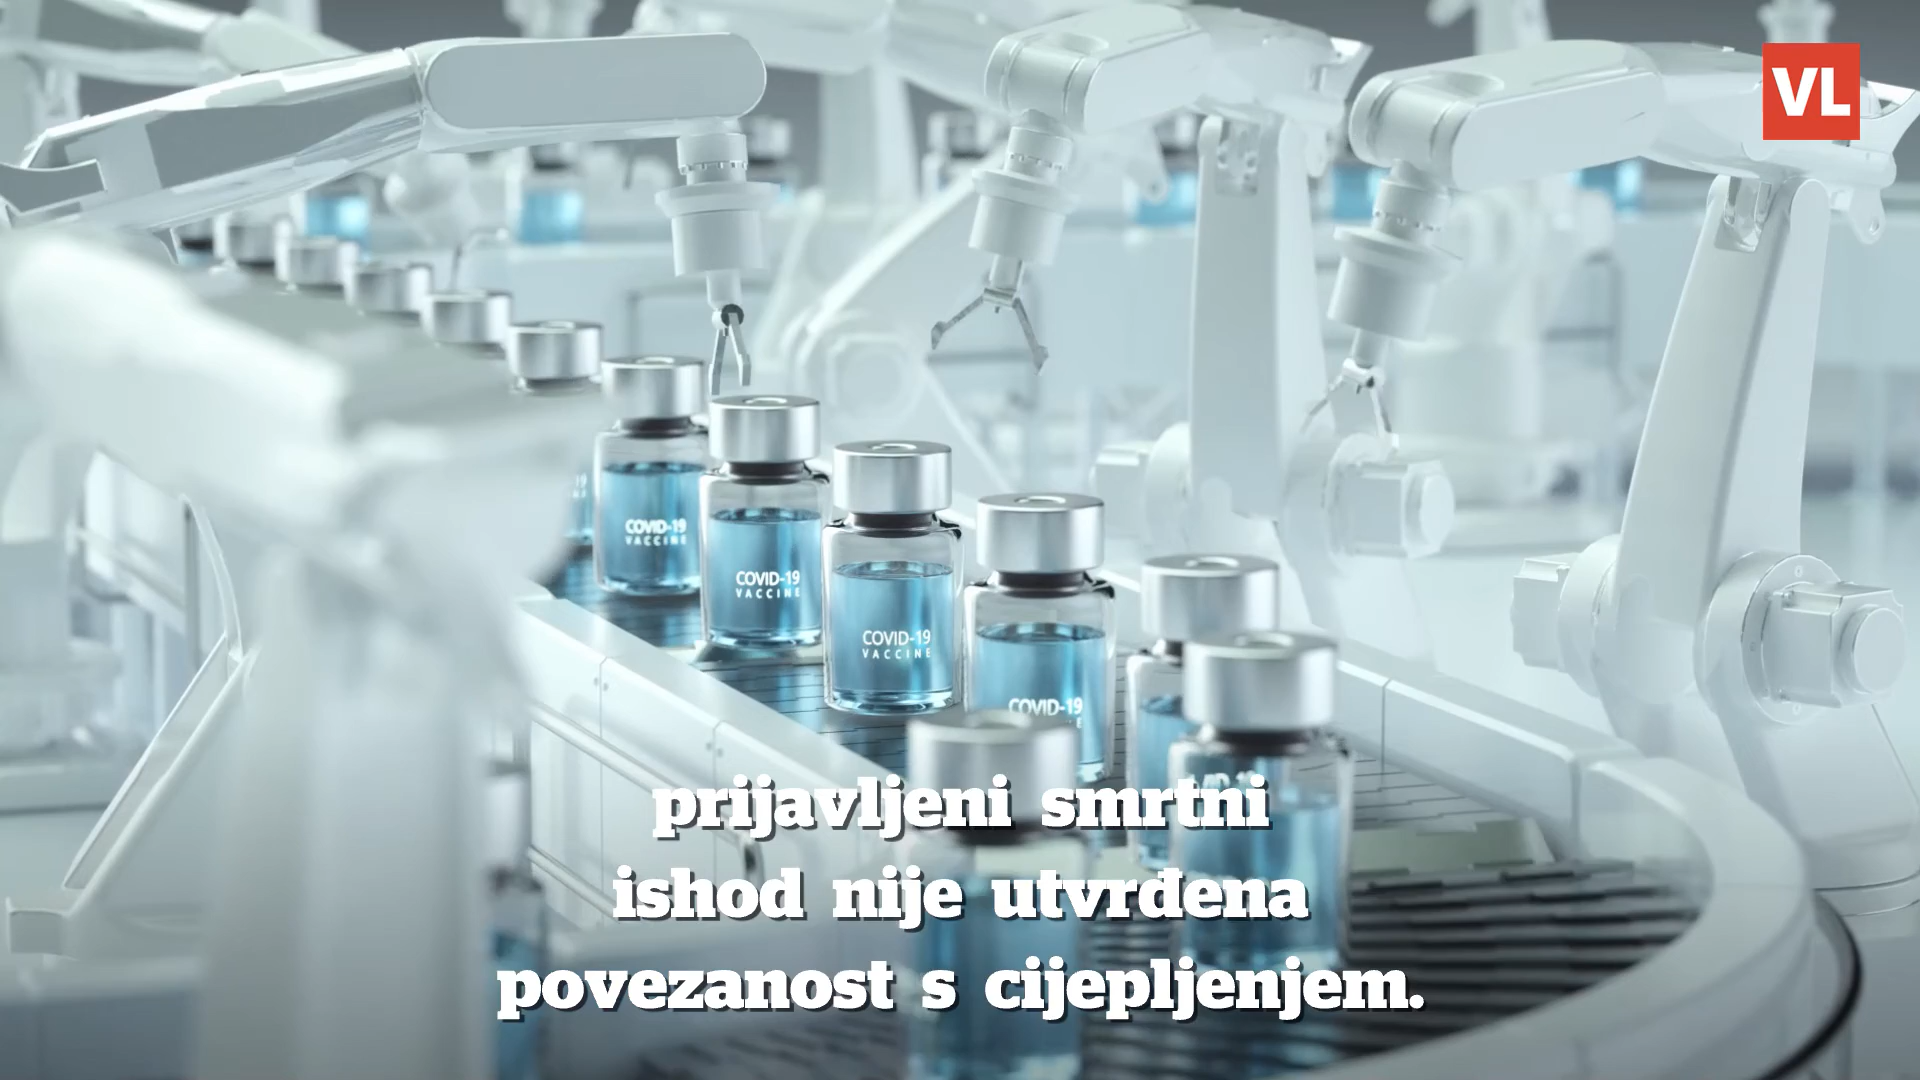 VL
COVID-19
VACCINE
COVID-19
VACCINE
COVID-19
VACCINE
COVID-19
prijavljeni smrtni
ishod nije utvrđena
povezanost s cijepljenjem.